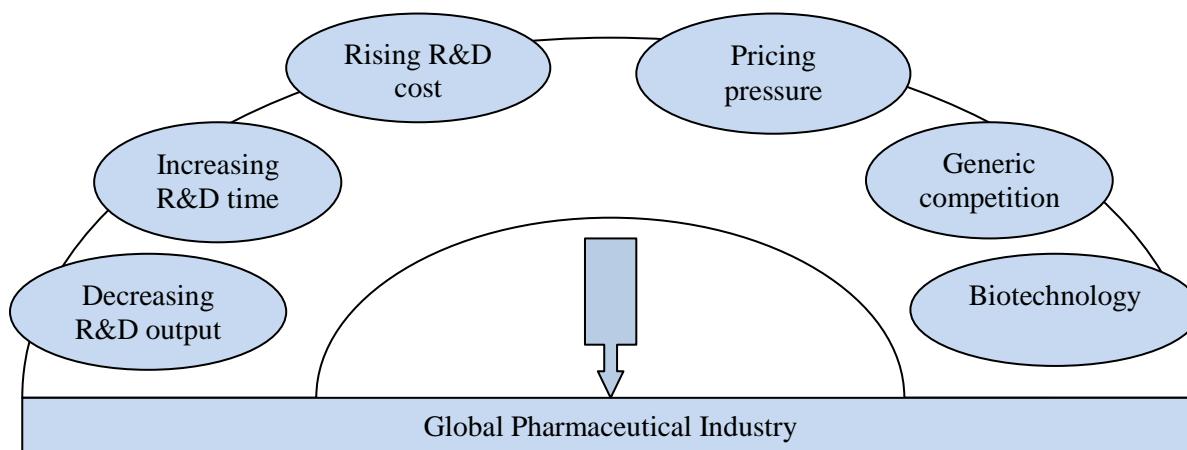 Rising R&D
cost
Pricing
pressure
Increasing
R&D time
Generic
competition
Decreasing
R&D output
Biotechnology
Global Pharmaceutical Industry